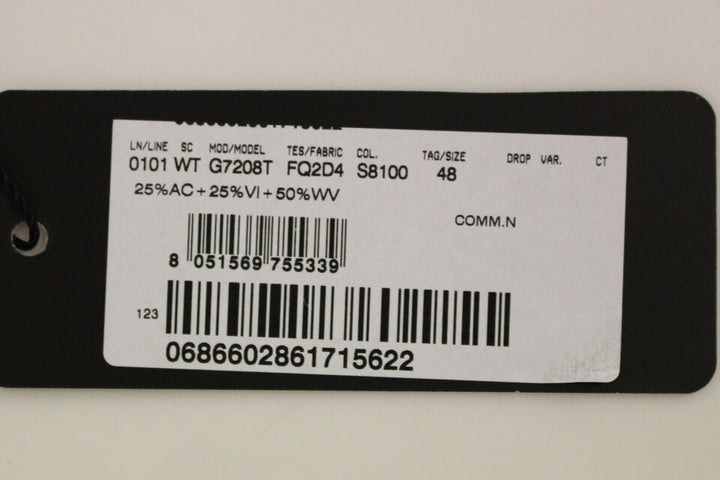 LN/LINE SC MOD/MODEL TES/FABRIC COL. TAG/SIZE DROP VAR. CT
0101 WT G7208T FQ2D4 S8100 48
25%AC+25%VI+50%WV
COMM.N
8 051569 755339
123
0686602861715622